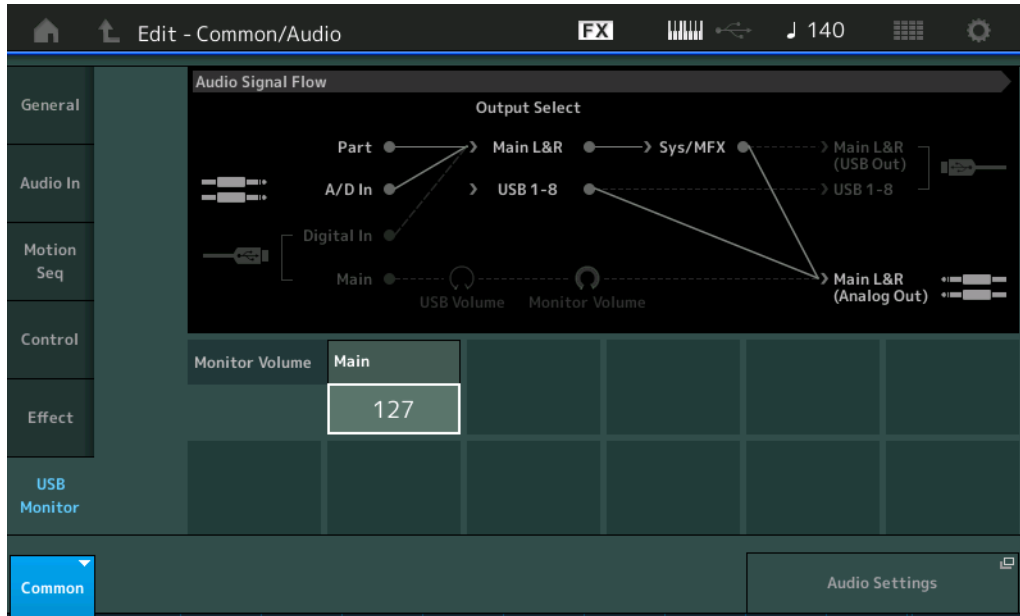 Edit - Common/Audio
FX
140
General
Audio In
Motion
Seq
Control
Effect
USB
Monitor
Common
Audio Signal Flow
Output Select
Part
Main L&R
Sys/MFX
Main L&R
(USB Out)
A/D In
USB 1-8
USB 1-8
Digital In
Main
USB Volume
Monitor Volume
Main L&R
(Analog Out)
Monitor Volume
Main
127
Audio Settings